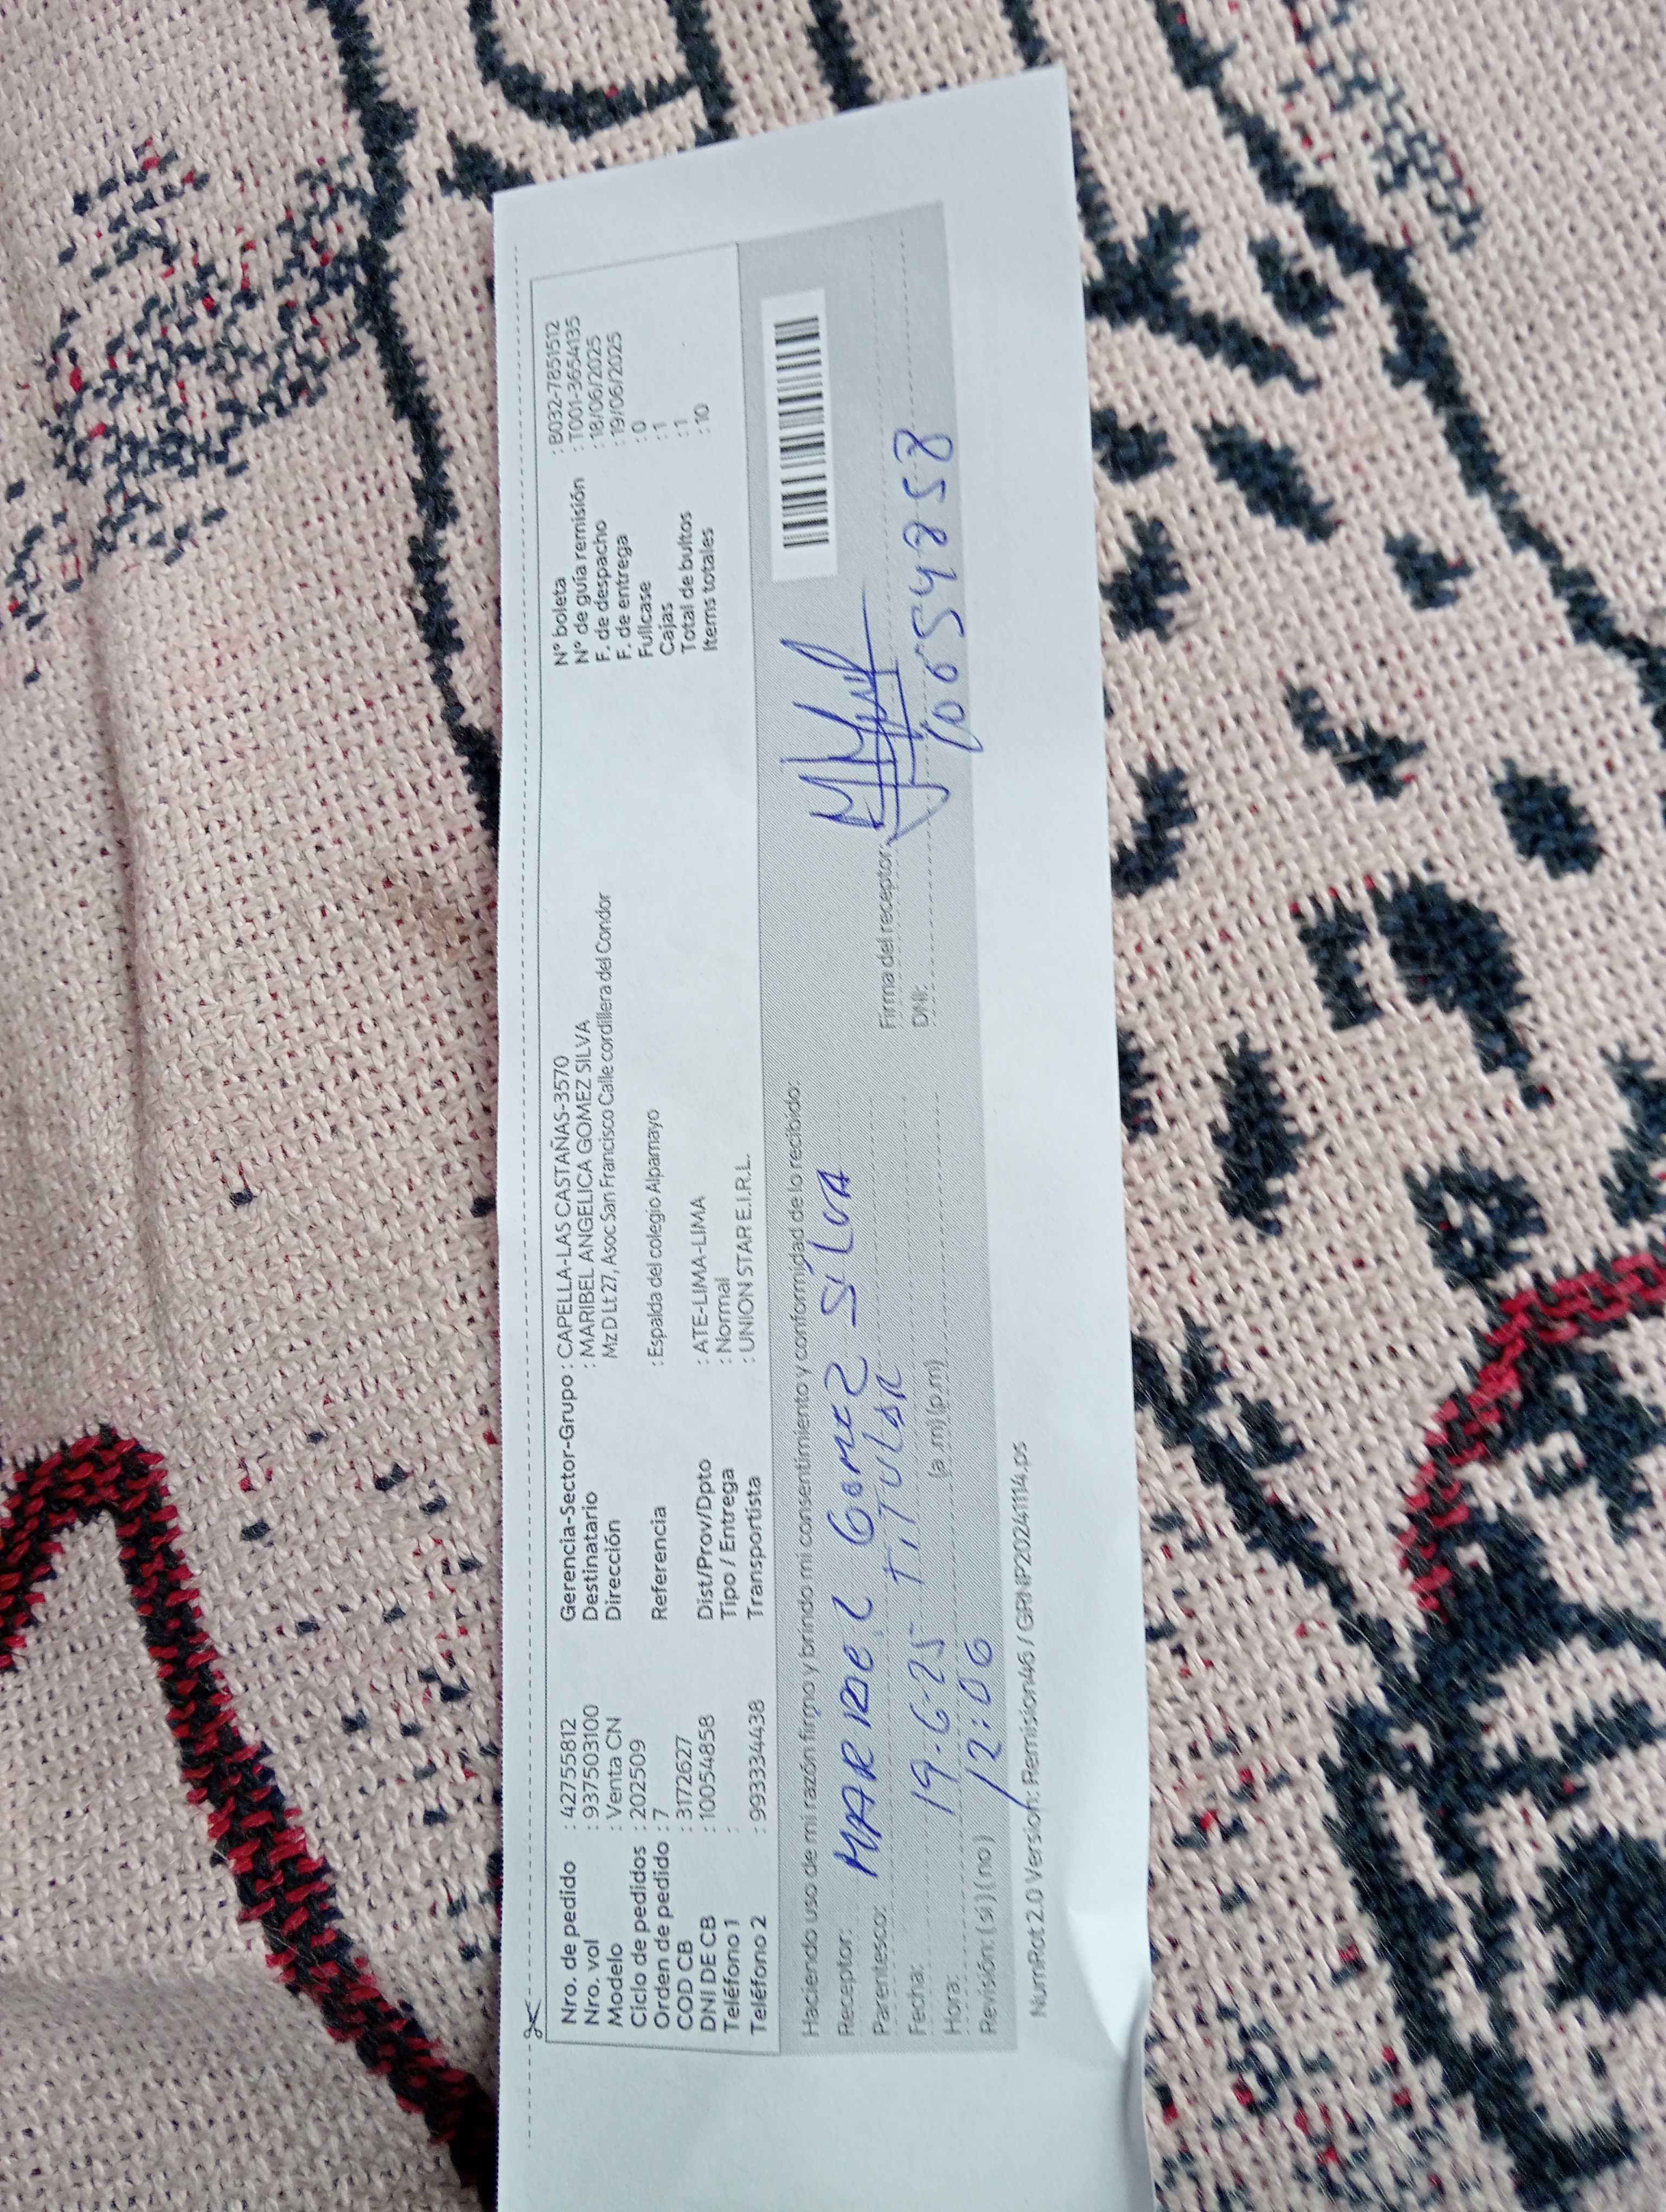 Nro. de pedido : 42755812
Nro. vol : 937503100
Modelo : Venta CN
Ciclo de pedidos : 202509
Orden de pedido : 7
COD CB : 3172627
DNI DE CB : 10054858
Teléfono 1 :
Teléfono 2 : 993334438
Gerencia-Sector-Grupo : CAPELLA-LAS CASTAÑAS-3570
Destinatario : MARIBEL ANGELICA GOMEZ SILVA
Dirección Mz D Lt 27, Asoc San Francisco Calle cordillera del Condor
Referencia : Espalda del colegio Alpamayo
Dist/Prov/Dpto : ATE-LIMA-LIMA
Tipo / Entrega : Normal
Transportista : UNION STAR E.I.R.L.
N° boleta : B032-7851512
N° de guía remisión : T001-3654135
F. de despacho : 18/06/2025
F. de entrega : 19/06/2025
Fullcase : 0
Cajas : 1
Total de bultos : 1
Items totales : 10
Haciendo uso de mi razón firmo y brindo mi consentimiento y conformidad de lo recibido:
Receptor: MARIBEL GOMEZ SILVA
Parentesco: TITULAR
Fecha: 19-6-25
Hora: 12:06 (a.m) (p.m)
Revisión: (si) (no)
Firma del receptor:
DNI: 10054858
NumRot 2.0 Version: Remision46 / GRHP20241114.ps